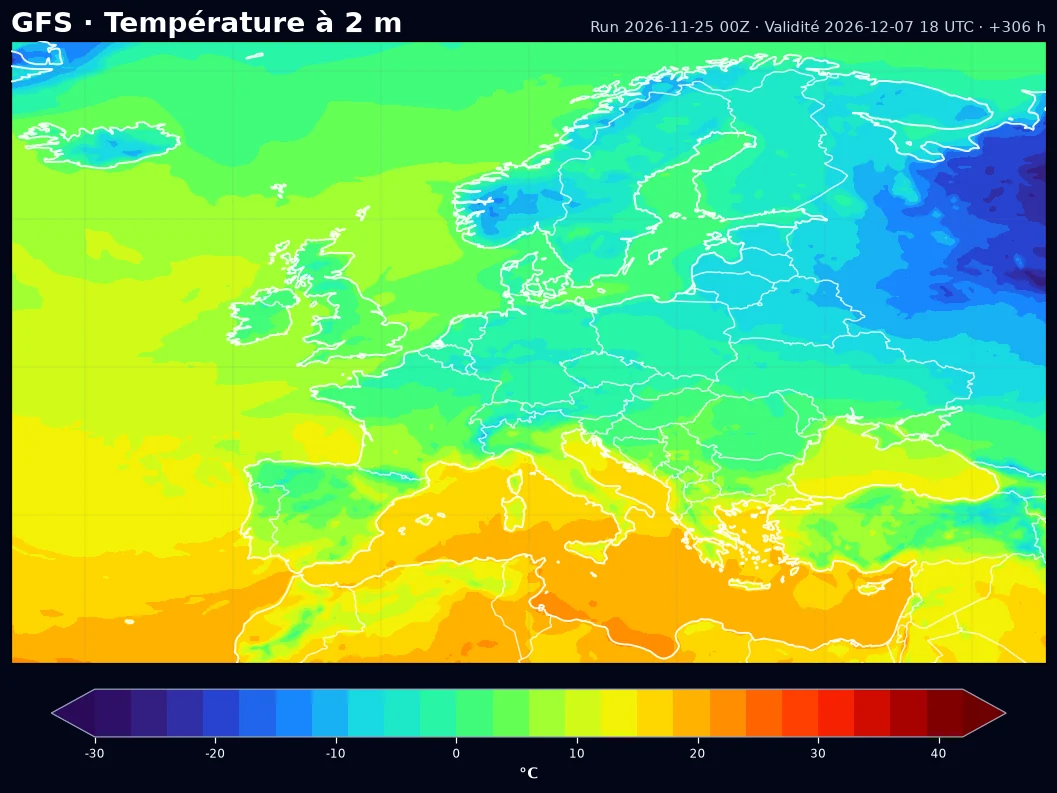 GFS · Température à 2 m
Run 2026-11-25 00Z · Validité 2026-12-07 18 UTC · +306 h
-30 -20 -10 0 10 20 30 40
°C